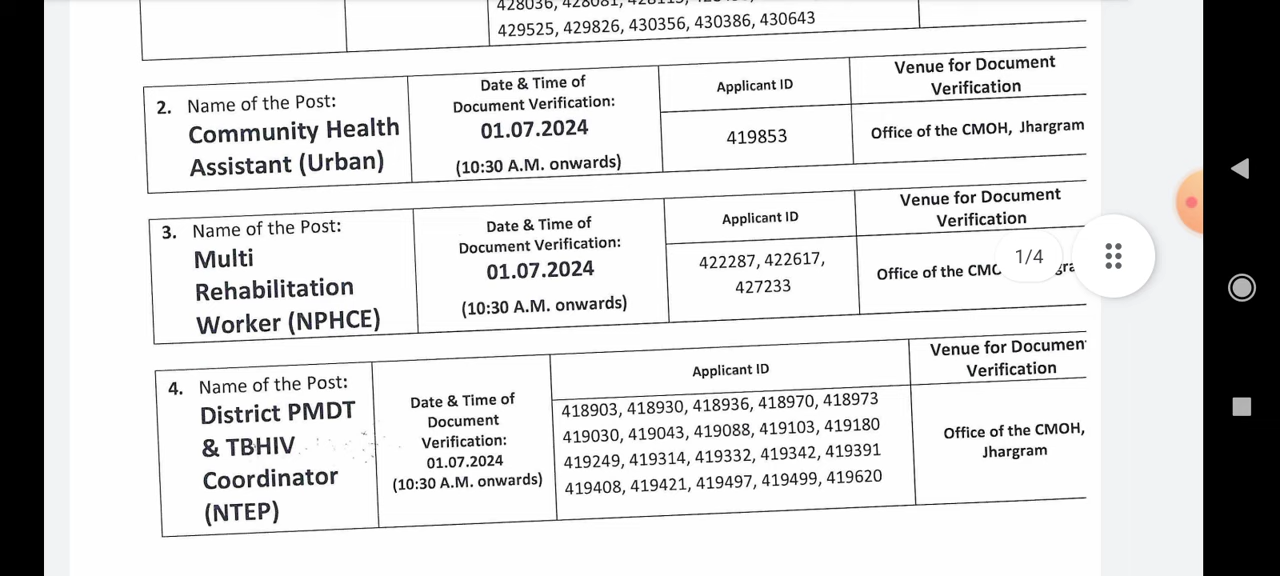 429525, 429826, 430356, 430386, 430643
2. Name of the Post:
Community Health
Assistant (Urban)
Date & Time of
Document Verification:
01.07.2024
(10:30 A.M. onwards)
Applicant ID
419853
Venue for Document
Verification
Office of the CMOH, Jhargram
3. Name of the Post:
Multi
Rehabilitation
Worker (NPHCE)
Date & Time of
Document Verification:
01.07.2024
(10:30 A.M. onwards)
Applicant ID
422287, 422617,
427233
Venue for Document
Verification
Office of the
1/4
4. Name of the Post:
District PMDT
& TBHIV
Coordinator
(NTEP)
Date & Time of
Document
Verification:
01.07.2024
(10:30 A.M. onwards)
Applicant ID
418903, 418930, 418936, 418970, 418973
419030, 419043, 419088, 419103, 419180
419249, 419314, 419332, 419342, 419391
419408, 419421, 419497, 419499, 419620
Venue for Documen
Verification
Office of the CMOH,
Jhargram